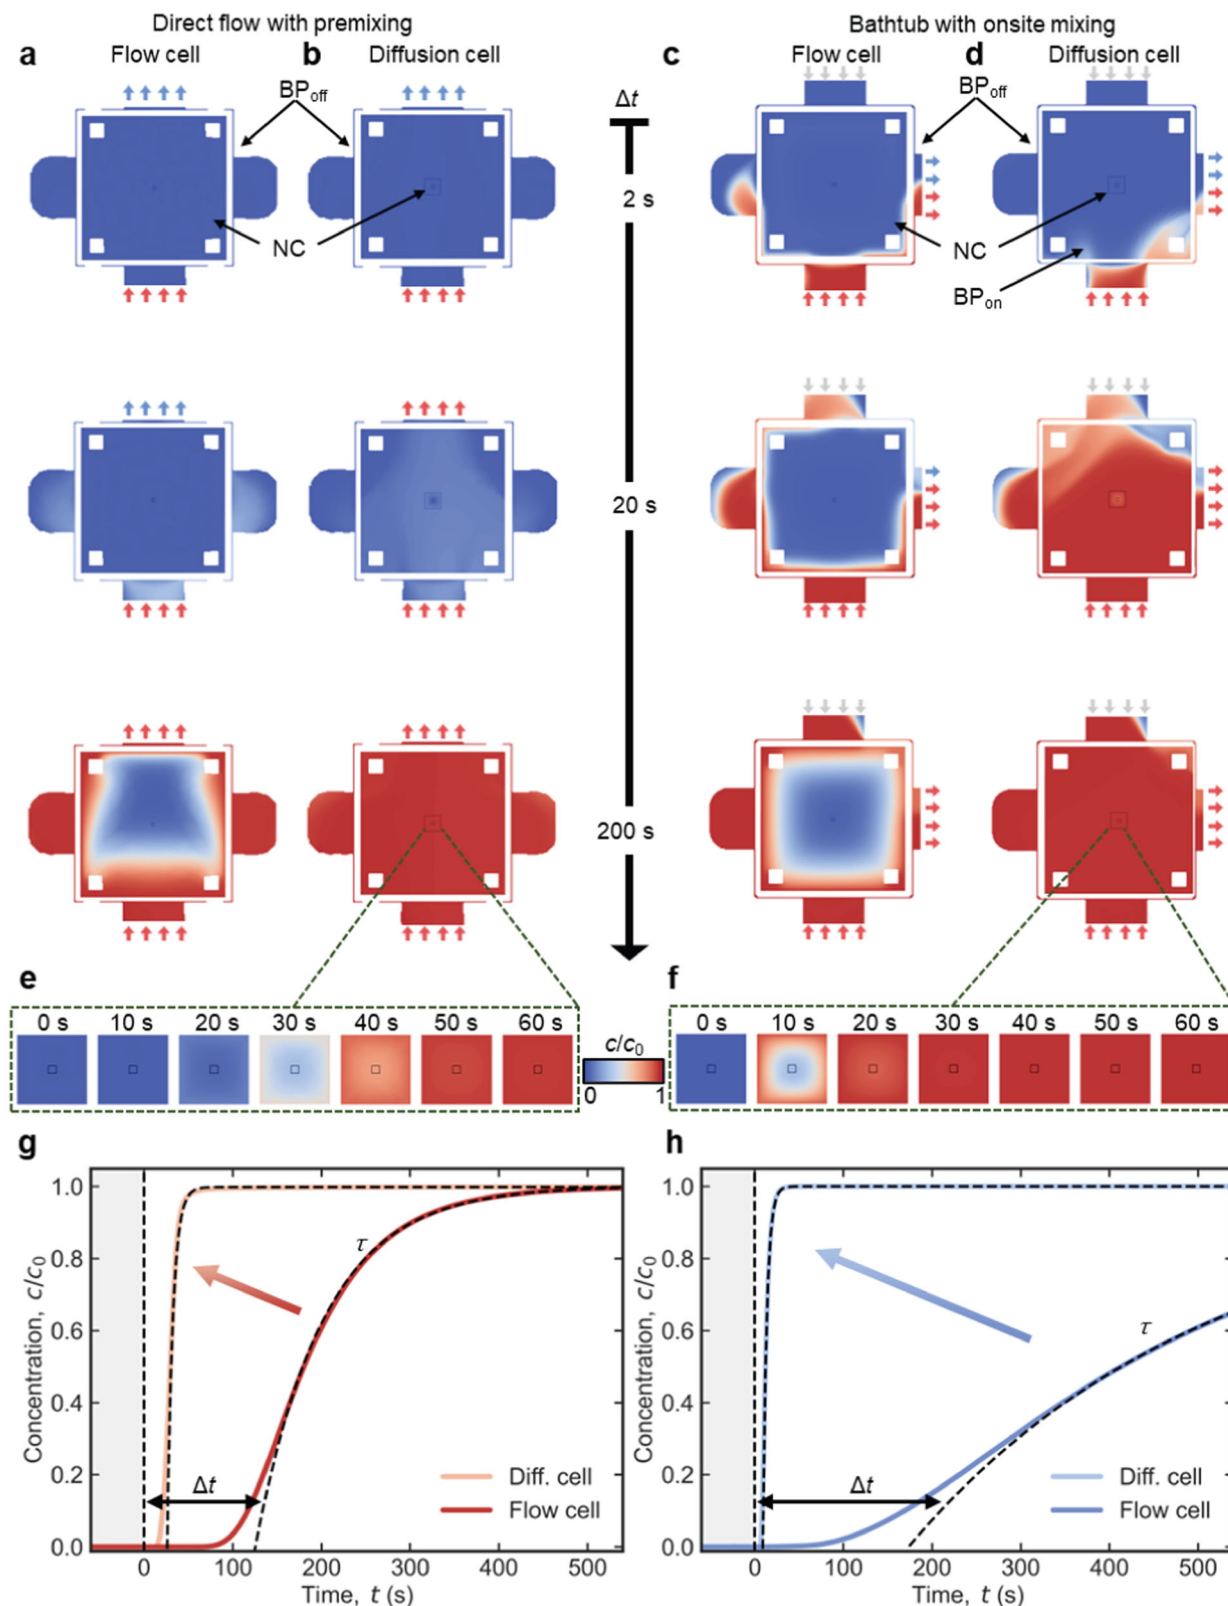 Direct flow with premixing
Bathtub with onsite mixing
a Flow cell b Diffusion cell
c Flow cell d Diffusion cell
BPoff
Δt
BPoff
2 s
NC
NC
BPon
20 s
200 s
e
f
0 s 10 s 20 s 30 s 40 s 50 s 60 s
c/c0
0 1
0 s 10 s 20 s 30 s 40 s 50 s 60 s
g
h
1.0
0.8
0.6
0.4
0.2
0.0
Concentration, c/c0
τ
Δt
Diff. cell
Flow cell
0 100 200 300 400 500
Time, t (s)
1.0
0.8
0.6
0.4
0.2
0.0
Concentration, c/c0
τ
Δt
Diff. cell
Flow cell
0 100 200 300 400 500
Time, t (s)